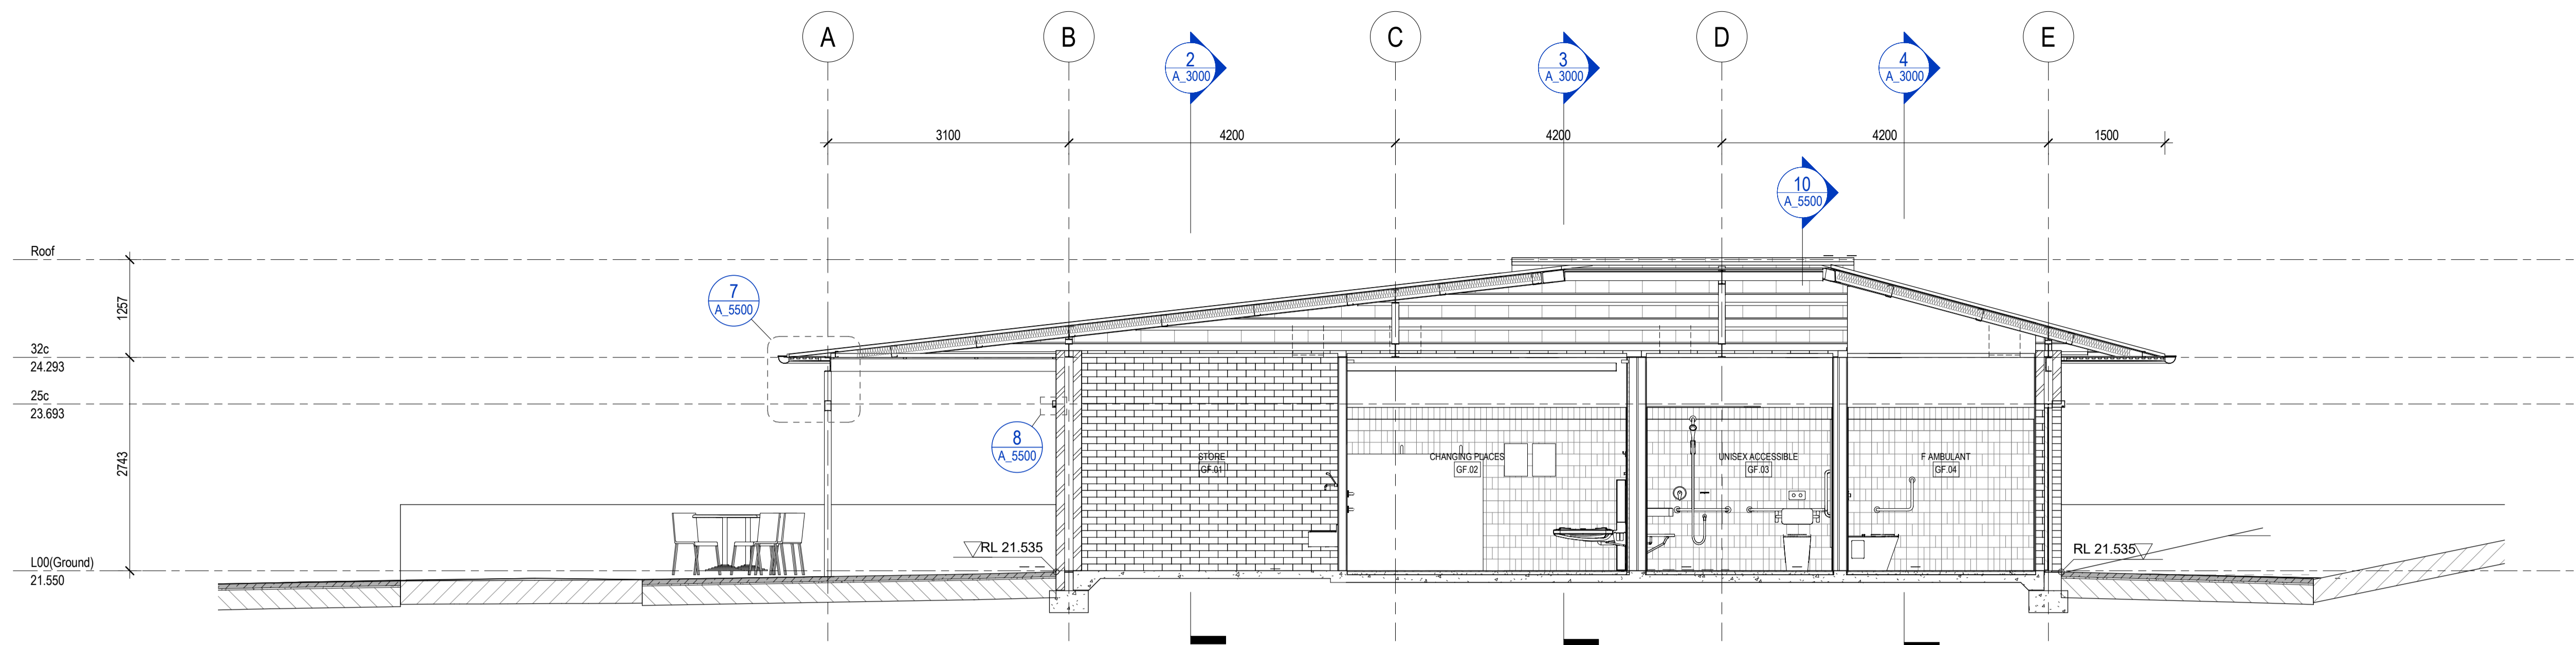 A
B
C
D
E
2
A_3000
3
A_3000
4
A_3000
3100
4200
4200
4200
1500
10
A_5500
Roof
1257
7
A_5500
32c
24.293
25c
23.693
2743
8
A_5500
STORE
GF.01
CHANGING PLACES
GF.02
UNISEX ACCESSIBLE
GF.03
F AMBULANT
GF.04
RL 21.535
RL 21.535
L00(Ground)
21.550